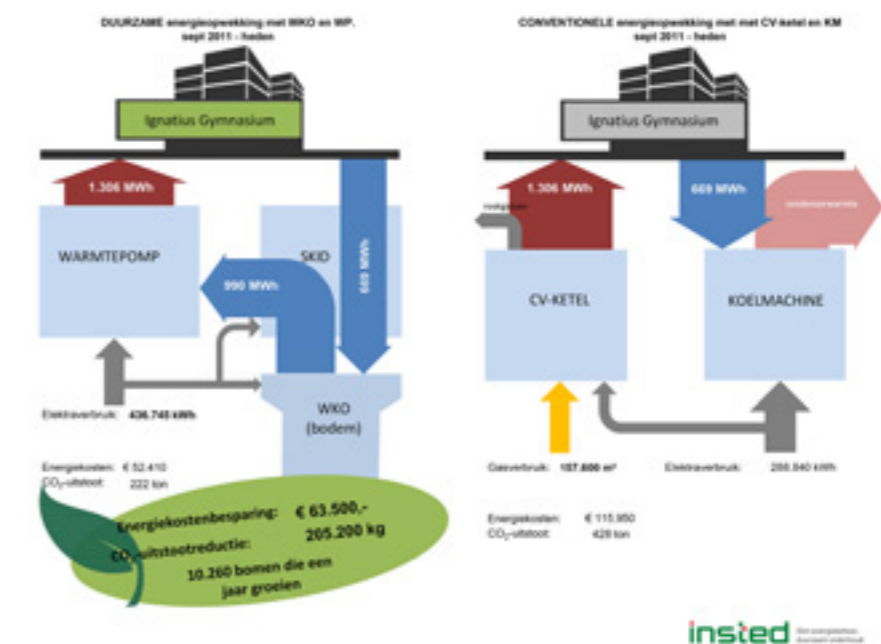 DUURZAME energieopwekking met WKO en WP.
sept 2011 - heden
Ignatius Gymnasium
1.306 MWh
WARMTEPOMP
SKID
990 MWh
669 MWh
WKO
(bodem)
Elektraverbruik: 436.745 kWh
Energiekosten: € 52.410
CO₂-uitstoot: 222 ton
Energiekostenbesparing: € 63.500,-
CO₂-uitstootreductie: 205.200 kg
10.260 bomen die een
jaar groeien
CONVENTIONELE energieopwekking met met CV-ketel en KM
sept 2011 - heden
Ignatius Gymnasium
1.306 MWh
669 MWh
rookgassen
CV-KETEL
KOELMACHINE
Gasverbruik: 157.600 m³
Elektraverbruik:
Energiekosten: € 115.950
CO₂-uitstoot: 428 ton
insted